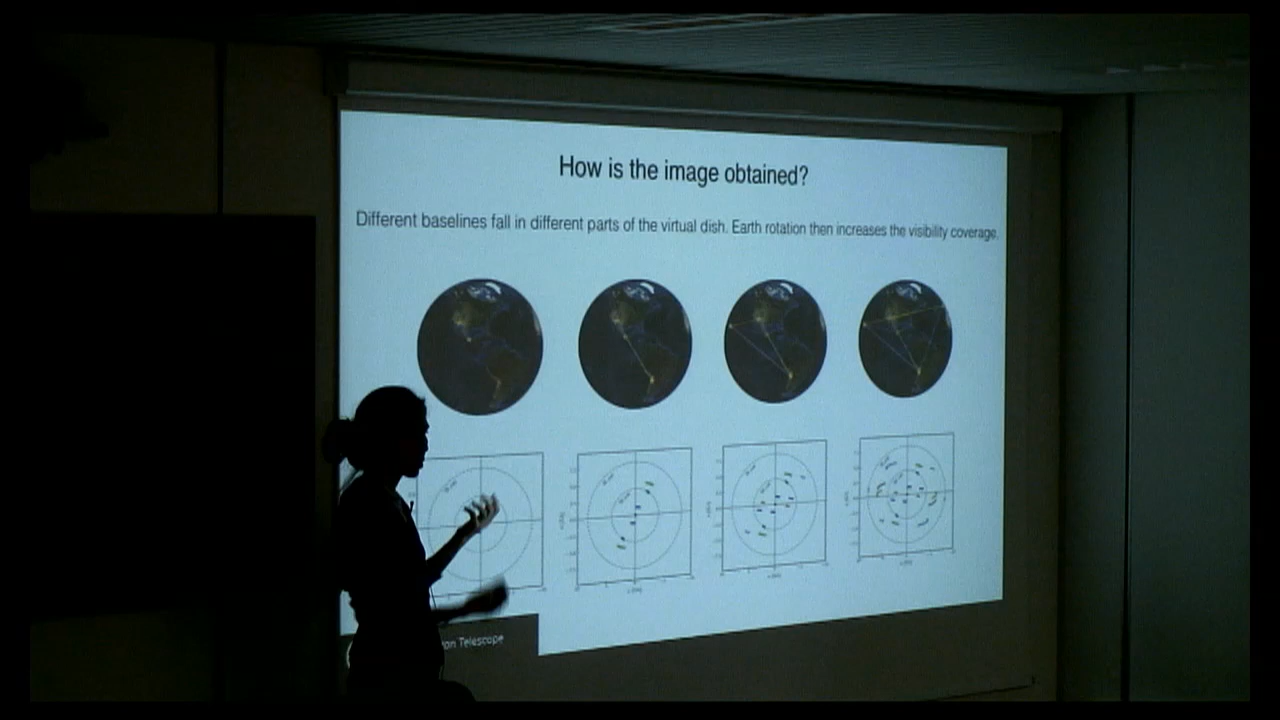 How is the image obtained?
Different baselines fall in different parts of the virtual dish. Earth rotation then increases the visibility coverage.
Telescope